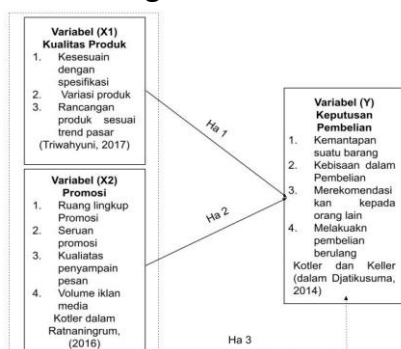 Variabel (X1)
Kualitas Produk
1. Kesesuain
dengan
spesifikasi
2. Variasi produk
3. Rancangan
produk sesuai
trend pasar
(Triwahyuni, 2017)
Variabel (X2)
Promosi
1. Ruang lingkup
Promosi
2. Seruan
promosi
3. Kualiatas
penyampain
pesan
4. Volume iklan
media
Kotler dalam
Ratnaningrum,
(2016)
Ha 1
Ha 2
Ha 3
Variabel (Y)
Keputusan
Pembelian
1. Kemantapan
suatu barang
2. Kebisaan dalam
Pembelian
3. Merekomendasi
kan kepada
orang lain
4. Melakuakn
pembelian
berulang
Kotler dan Keller
(dalam Djatikusuma,
2014)